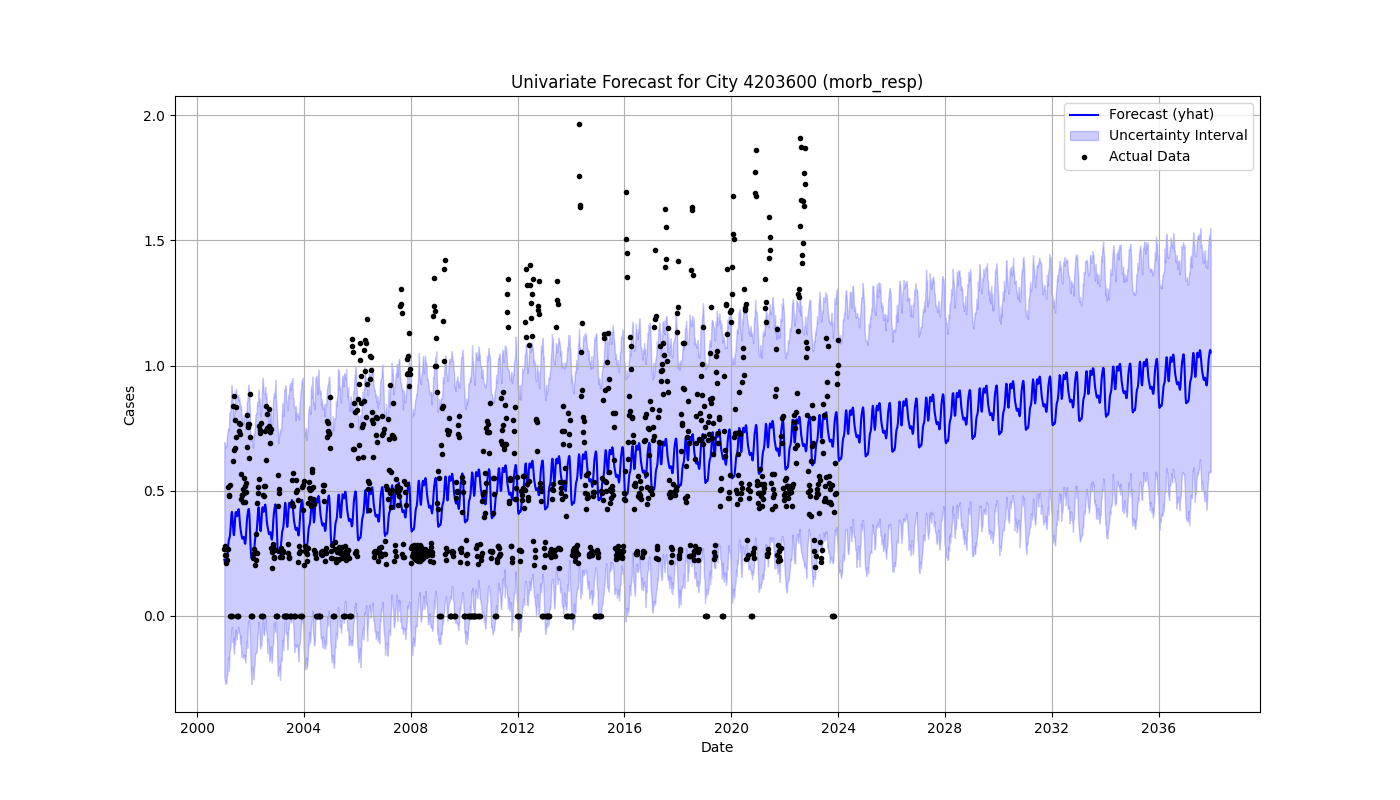 Univariate Forecast for City 4203600 (morb_resp)
Forecast (yhat)
Uncertainty Interval
Actual Data
Cases
2.0
1.5
1.0
0.5
0.0
2000 2004 2008 2012 2016 2020 2024 2028 2032 2036
Date